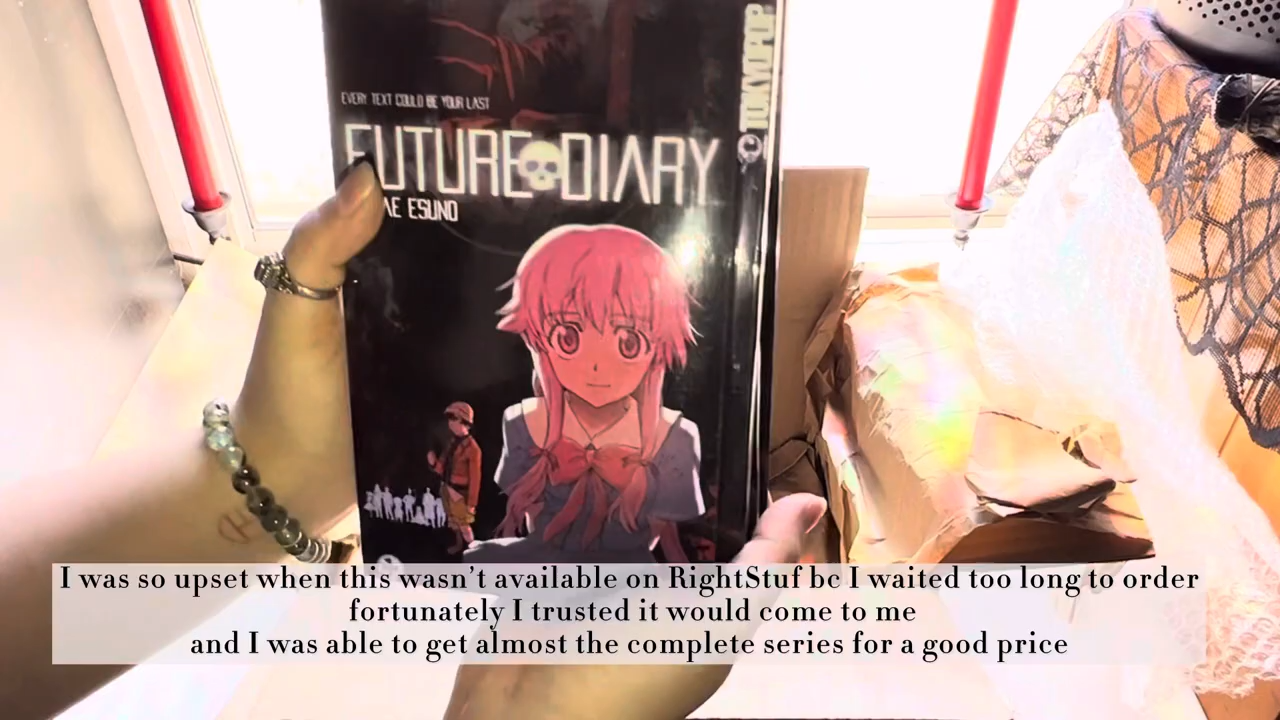 EVERY TEXT COULD BE YOUR LAST
TOKYOPOP
FUTURE DIARY
AE ESUNO
I was so upset when this wasn't available on RightStuf bc I waited too long to order
fortunately I trusted it would come to me
and I was able to get almost the complete series for a good price